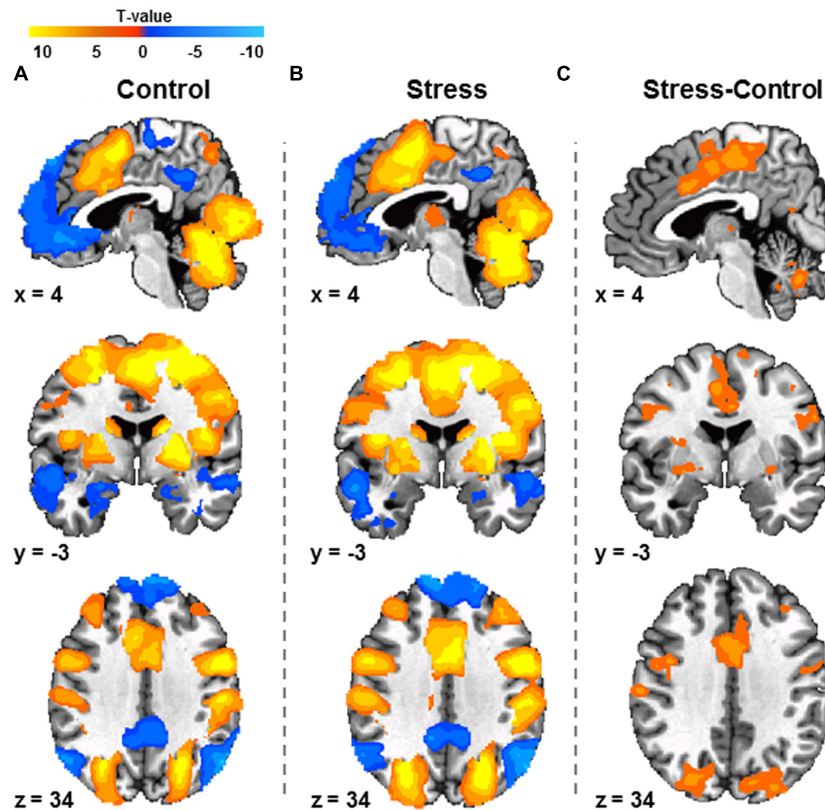 T-value
10 5 0 -5 -10
A Control B Stress C Stress-Control
x = 4 x = 4 x = 4
y = -3 y = -3 y = -3
z = 34 z = 34 z = 34